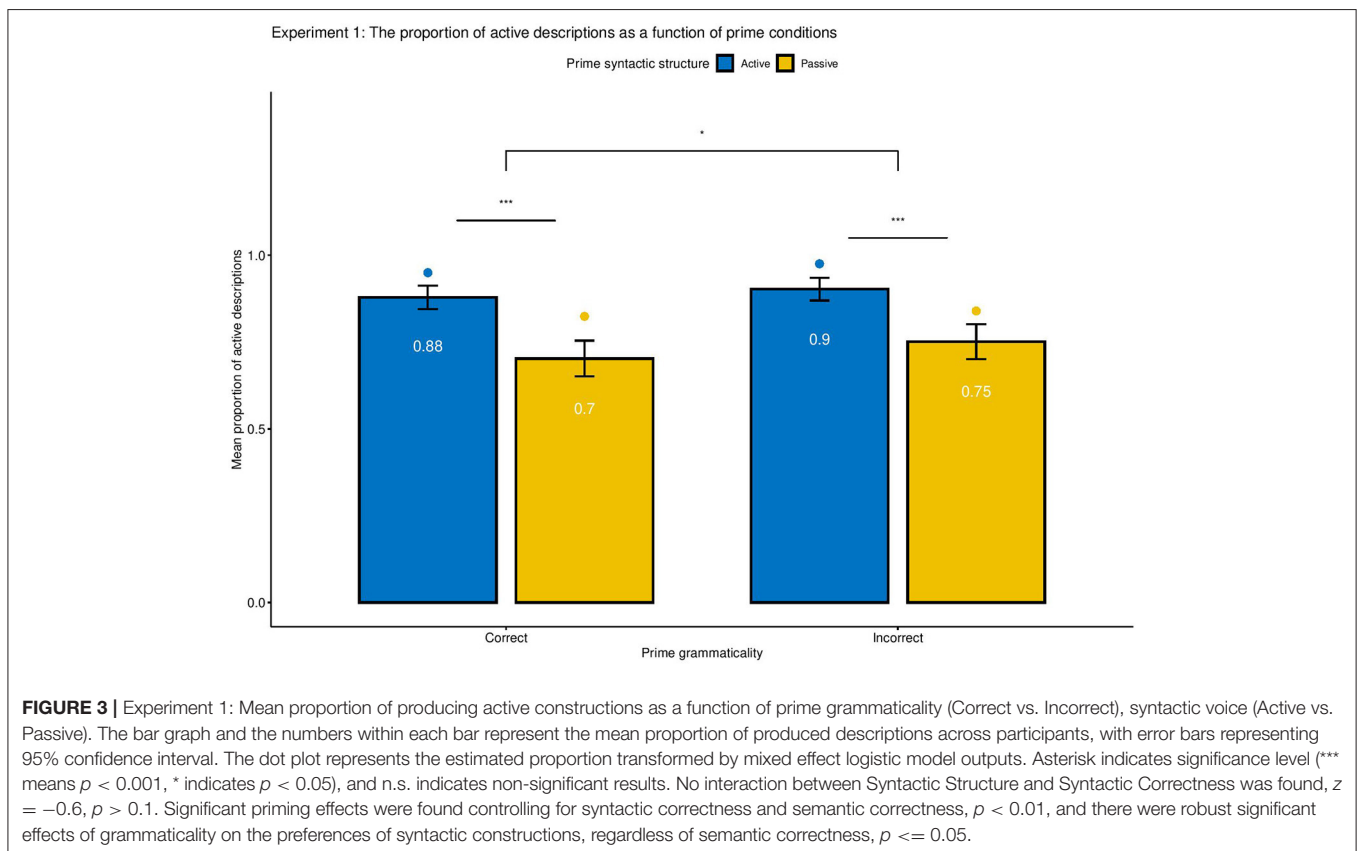 Experiment 1: The proportion of active descriptions as a function of prime conditions
Prime syntactic structure Active Passive
*
***
***
1.0
0.88
0.9
0.7
0.75
0.5
0.0
Mean proportion of active descriptions
Correct Incorrect
Prime grammaticality
FIGURE 3 | Experiment 1: Mean proportion of producing active constructions as a function of prime grammaticality (Correct vs. Incorrect), syntactic voice (Active vs.
Passive). The bar graph and the numbers within each bar represent the mean proportion of produced descriptions across participants, with error bars representing
95% confidence interval. The dot plot represents the estimated proportion transformed by mixed effect logistic model outputs. Asterisk indicates significance level (***
means p < 0.001, * indicates p < 0.05), and n.s. indicates non-significant results. No interaction between Syntactic Structure and Syntactic Correctness was found, z
= −0.6, p > 0.1. Significant priming effects were found controlling for syntactic correctness and semantic correctness, p < 0.01, and there were robust significant
effects of grammaticality on the preferences of syntactic constructions, regardless of semantic correctness, p <= 0.05.